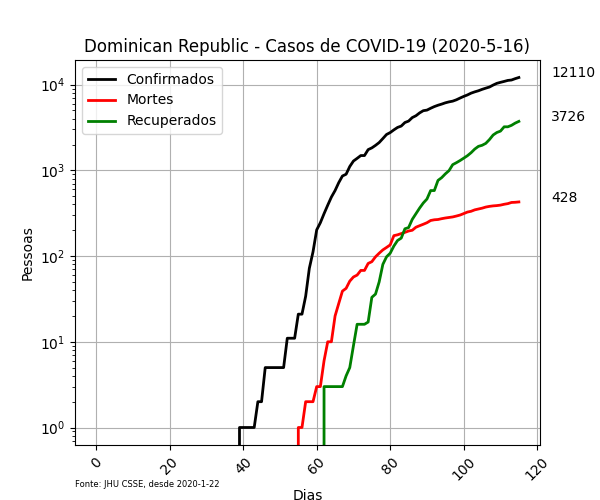 Dominican Republic - Casos de COVID-19 (2020-5-16)
Confirmados
Mortes
Recuperados
12110
3726
428
10⁴
10³
10²
10¹
10⁰
Pessoas
0 20 40 60 80 100 120
Fonte: JHU CSSE, desde 2020-1-22
Dias